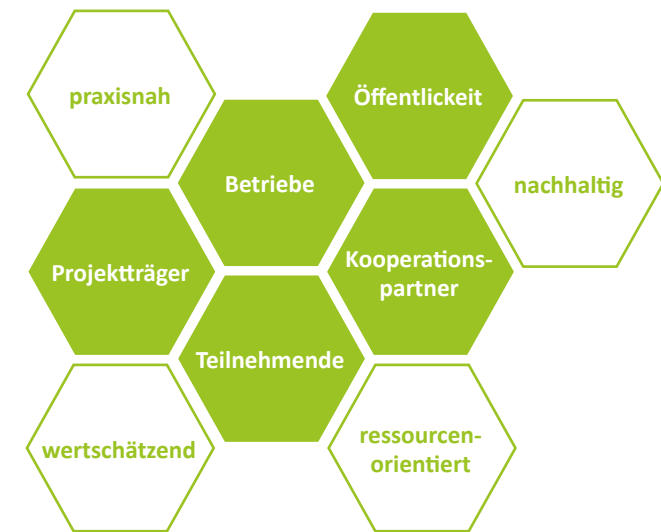 praxisnah
Öffentlickeit
Betriebe
nachhaltig
Projektträger
Kooperations-
partner
Teilnehmende
wertschätzend
ressourcen-
orientiert